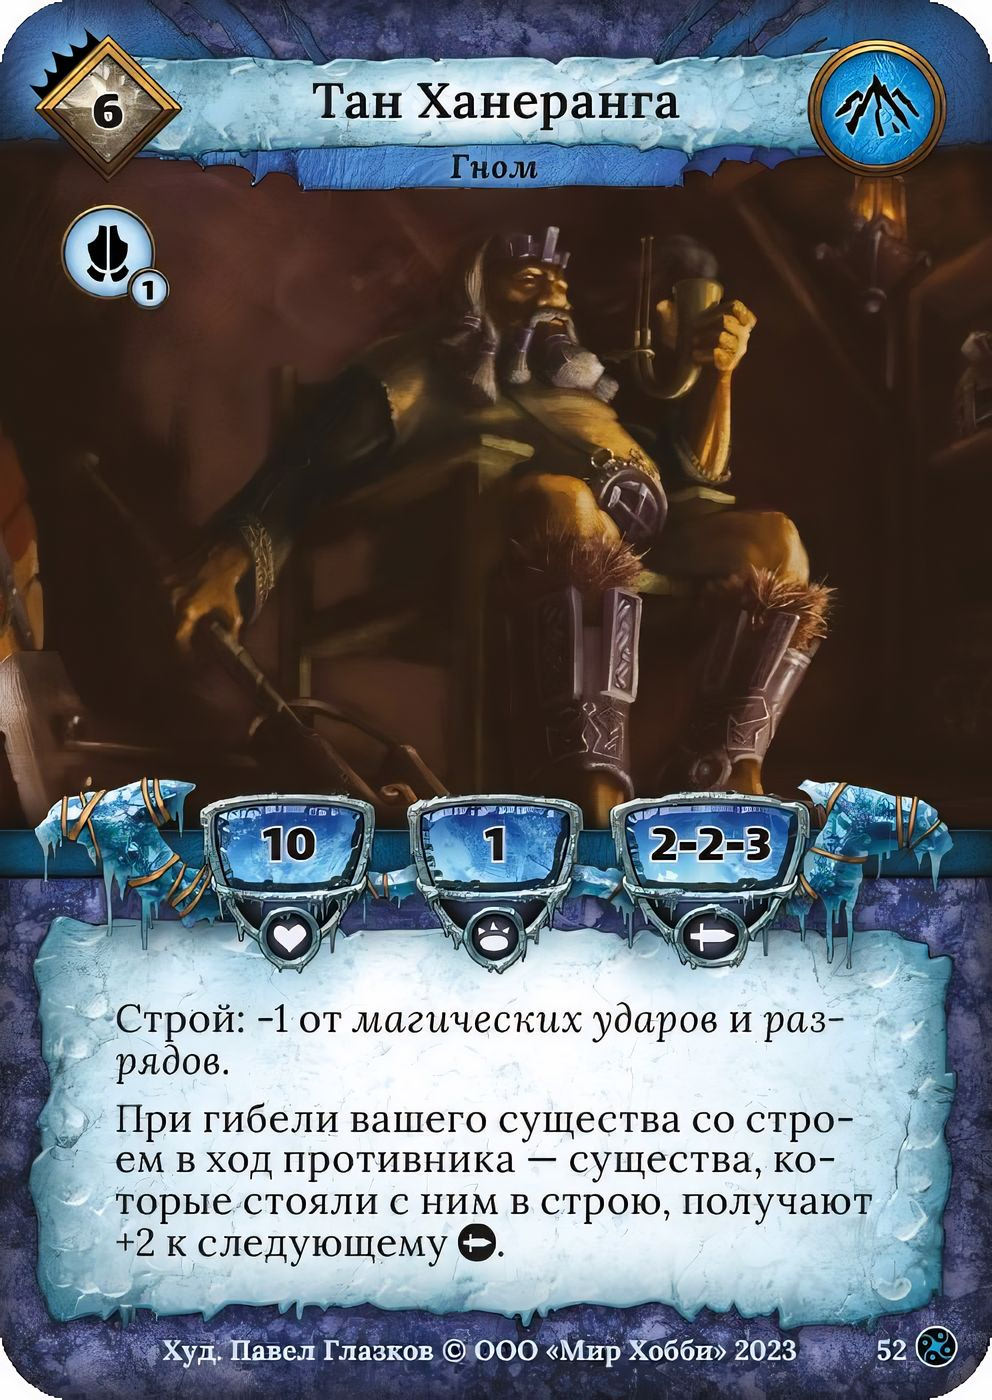 6
Тан Ханеранга
Гном
1
10
1
2-2-3
Строй: –1 от магических ударов и раз-
рядов.
При гибели вашего существа со стро-
ем в ход противника — существа, ко-
торые стояли с ним в строю, получают
+2 к следующему .
Худ. Павел Глазков © ООО «Мир Хобби» 2023
52